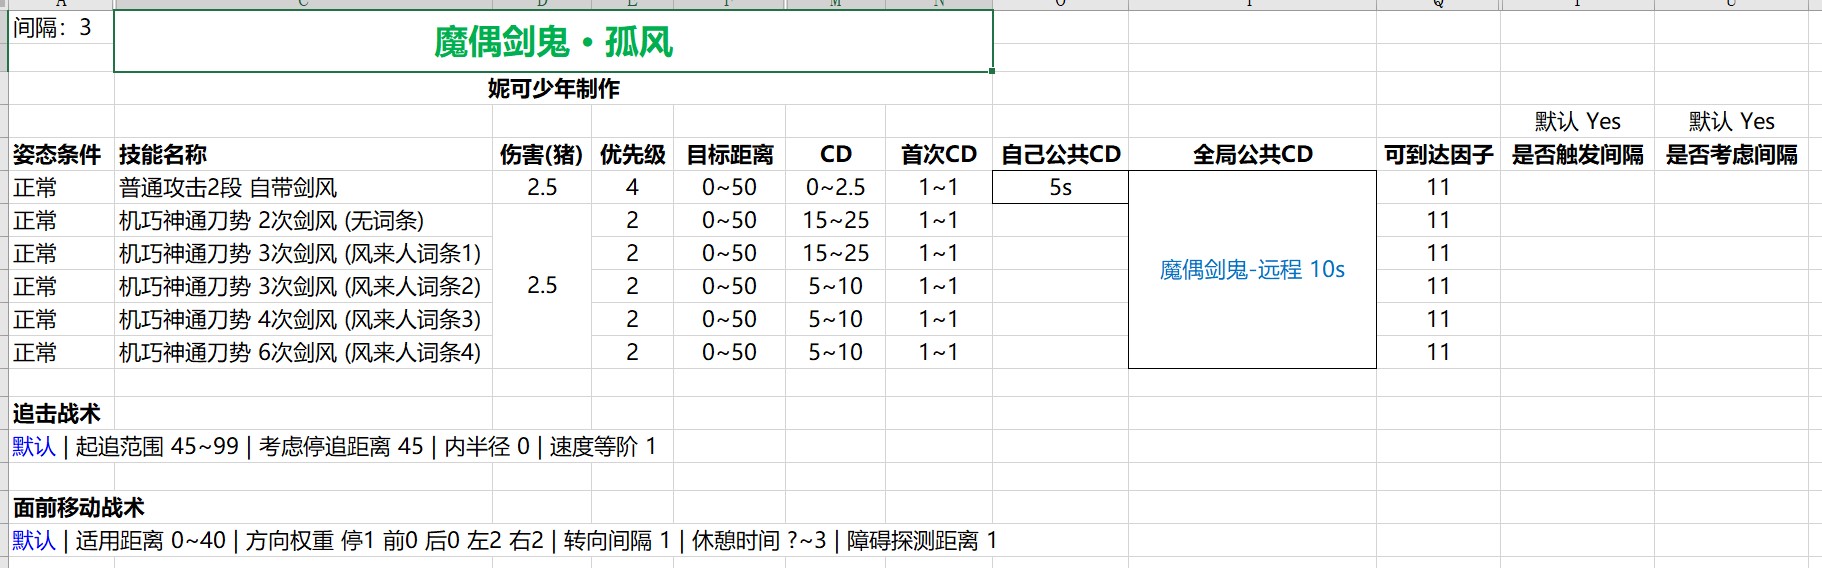 间隔：3
魔偶剑鬼·孤风
妮可少年制作
默认 Yes 默认 Yes
姿态条件 技能名称 伤害(猪) 优先级 目标距离 CD 首次CD 自己公共CD 全局公共CD 可到达因子 是否触发间隔 是否考虑间隔
正常 普通攻击2段 自带剑风 2.5 4 0~50 0~2.5 1~1 5s 11
正常 机巧神通刀势 2次剑风 (无词条) 2 0~50 15~25 1~1 11
正常 机巧神通刀势 3次剑风 (风来人词条1) 2 0~50 15~25 1~1 魔偶剑鬼-远程 10s 11
正常 机巧神通刀势 3次剑风 (风来人词条2) 2.5 2 0~50 5~10 1~1 11
正常 机巧神通刀势 4次剑风 (风来人词条3) 2 0~50 5~10 1~1 11
正常 机巧神通刀势 6次剑风 (风来人词条4) 2 0~50 5~10 1~1 11
追击战术
默认 | 起追范围 45~99 | 考虑停追距离 45 | 内半径 0 | 速度等阶 1
面前移动战术
默认 | 适用距离 0~40 | 方向权重 停1 前0 后0 左2 右2 | 转向间隔 1 | 休憩时间 ?~3 | 障碍探测距离 1